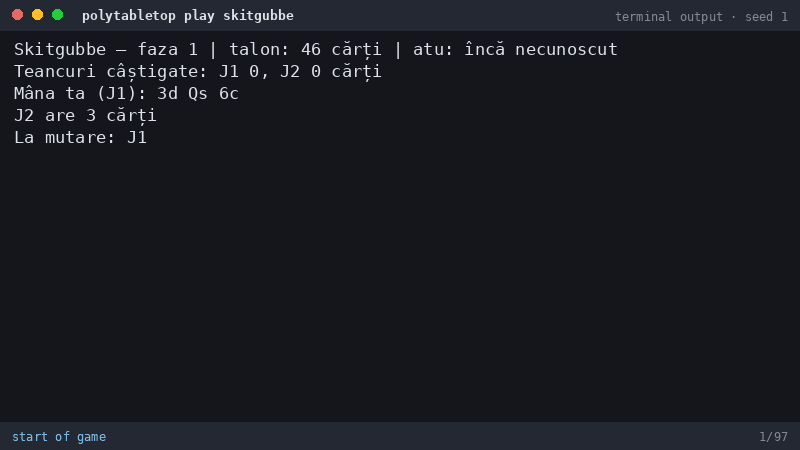 polytabletop play skitgubbe
terminal output · seed 1
Skitgubbe — faza 1 | talon: 46 cărți | atu: încă necunoscut
Teancuri câștigate: J1 0, J2 0 cărți
Mâna ta (J1): 3d Qs 6c
J2 are 3 cărți
La mutare: J1
start of game
1/97